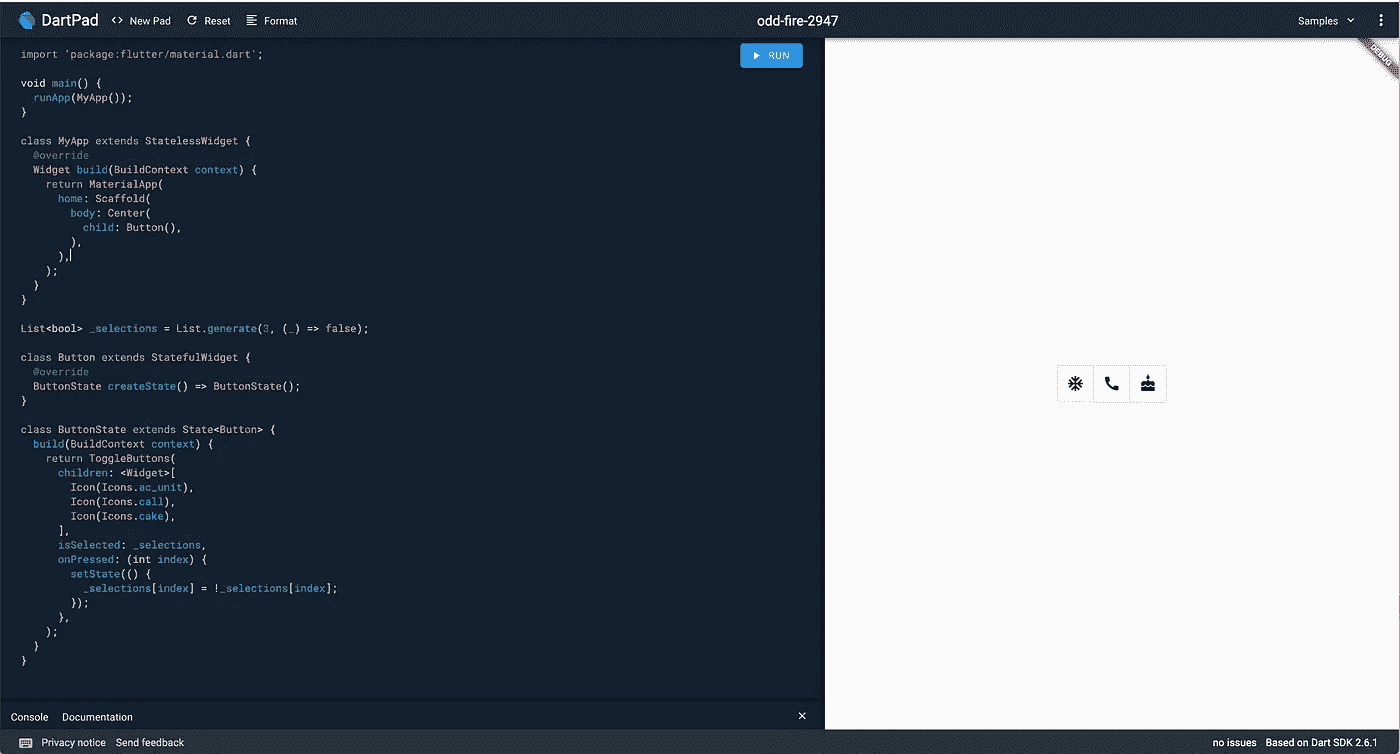 DartPad <> New Pad Reset Format odd-fire-2947 Samples
import 'package:flutter/material.dart';
RUN
DEBUG
void main() {
  runApp(MyApp());
}
class MyApp extends StatelessWidget {
  @override
  Widget build(BuildContext context) {
    return MaterialApp(
      home: Scaffold(
        body: Center(
          child: Button(),
        ),
      ),
    );
  }
}
List<bool> _selections = List.generate(3, (_) => false);
class Button extends StatefulWidget {
  @override
  ButtonState createState() => ButtonState();
}
class ButtonState extends State<Button> {
  build(BuildContext context) {
    return ToggleButtons(
      children: <Widget>[
        Icon(Icons.ac_unit),
        Icon(Icons.call),
        Icon(Icons.cake),
      ],
      isSelected: _selections,
      onPressed: (int index) {
        setState(() {
          _selections[index] = !_selections[index];
        });
      },
    );
  }
}
Console Documentation
Privacy notice Send feedback no issues Based on Dart SDK 2.6.1